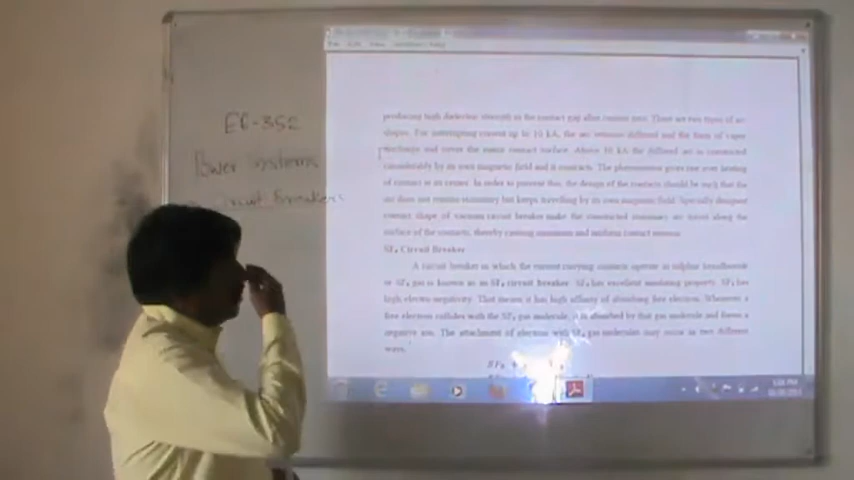 EE-352
Power Systems
Circuit Breakers
producing high dielectric strength in the contact gap after current zero. There are two types of arc
shapes. For interrupting current up to 10 kA, the arc remains diffused and the form of vapor
discharge and cover the entire contact surface. Above 10 kA the diffused arc is constricted
considerably by its own magnetic field and it contracts. The phenomenon gives rise over heating
of contact at its center. In order to prevent this, the design of the contacts should be such that the
arc does not remain stationary but keeps travelling by its own magnetic field. Specially designed
contact shape of vacuum circuit breaker make the constricted stationary arc travel along the
surface of the contacts, thereby causing minimum and uniform contact erosion.
SF₆ Circuit Breaker
A circuit breaker in which the current carrying contacts operate in sulphur hexafluoride
or SF₆ gas is known as an SF₆ circuit breaker. SF₆ has excellent insulating property. SF₆ has
high electro-negativity. That means it has high affinity of absorbing free electron. Whenever a
free electron collides with the SF₆ gas molecule, it is absorbed by that gas molecule and forms a
negative ion. The attachment of electron with SF₆ gas molecules may occur in two different
ways,
SF₆ +